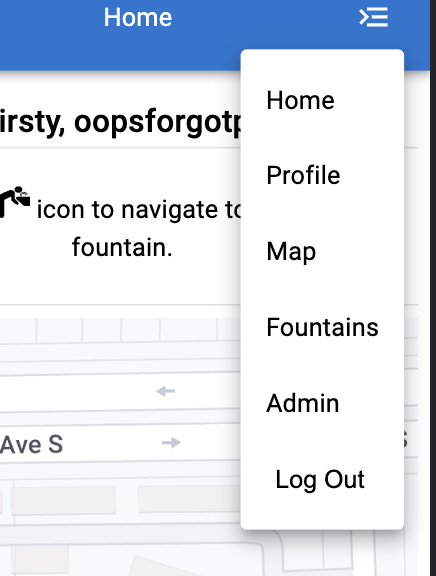 Home
irsty, oopsforgotp
icon to navigate to
fountain.
Home
Profile
Map
Fountains
Admin
Log Out
Ave S
S